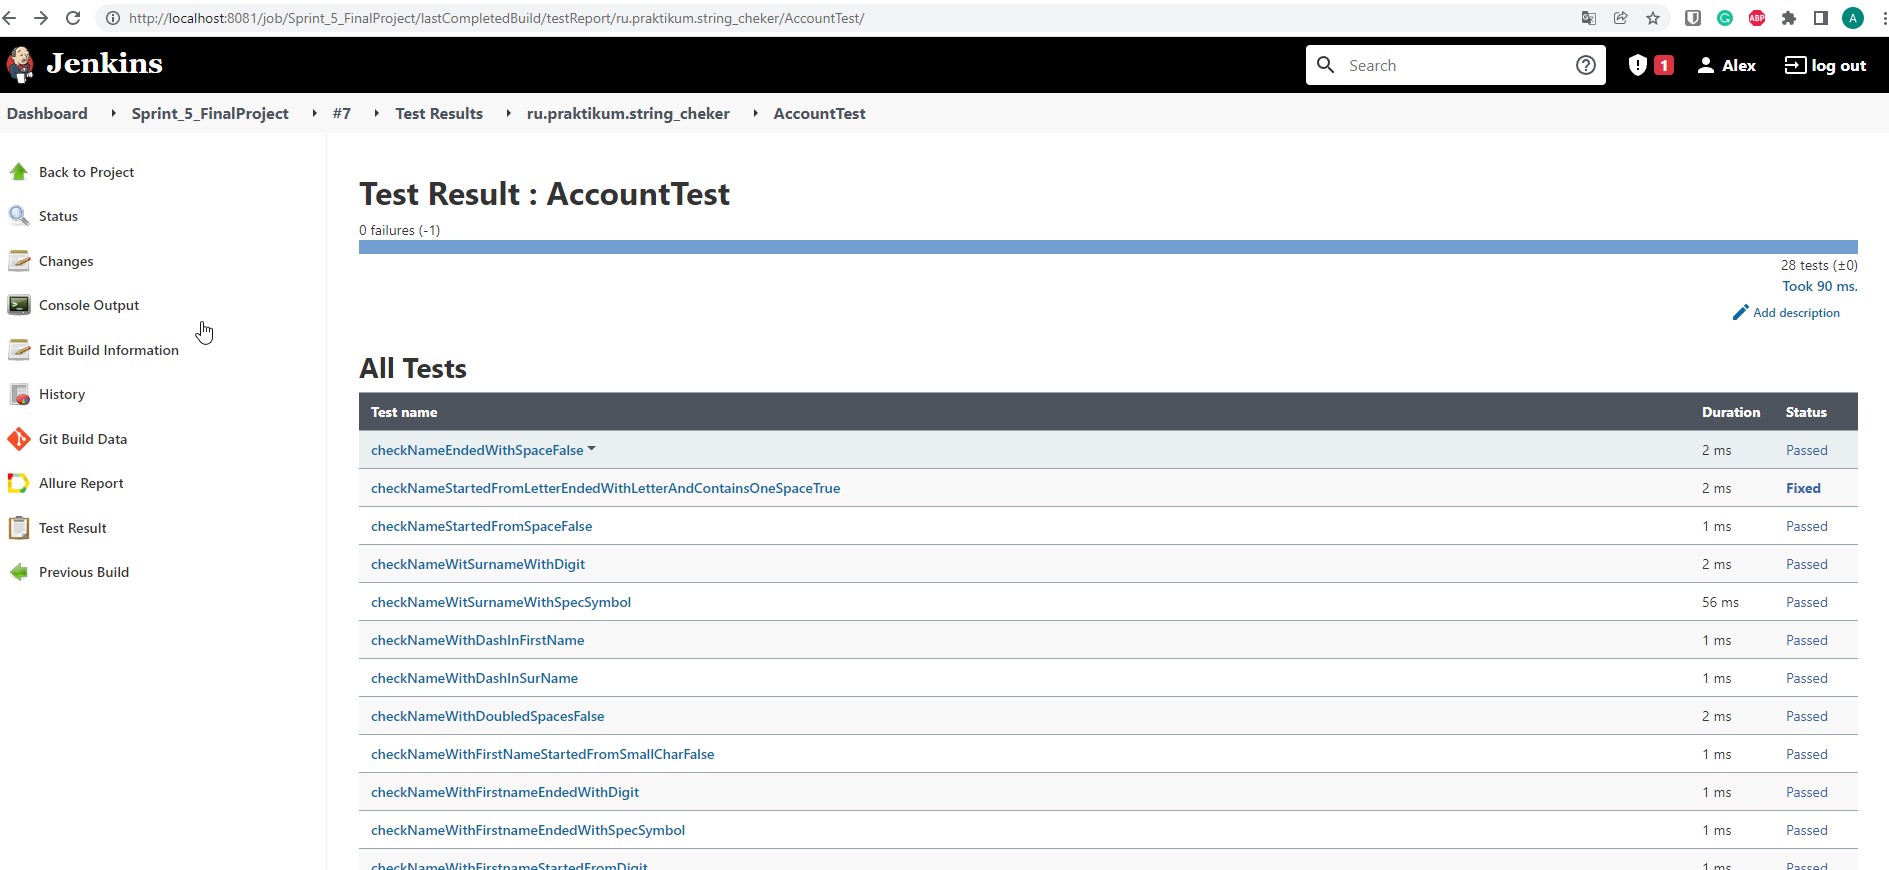 http://localhost:8081/job/Sprint_5_FinalProject/lastCompletedBuild/testReport/ru.praktikum.string_cheker/AccountTest/
ABP
A
Jenkins
Search
1
Alex
log out
Dashboard
Sprint_5_FinalProject
#7
Test Results
ru.praktikum.string_cheker
AccountTest
Back to Project
Status
Changes
Console Output
Edit Build Information
History
Git Build Data
Allure Report
Test Result
Previous Build
Test Result : AccountTest
0 failures (-1)
28 tests (±0)
Took 90 ms.
Add description
All Tests
Test name Duration Status
checkNameEndedWithSpaceFalse 2 ms Passed
checkNameStartedFromLetterEndedWithLetterAndContainsOneSpaceTrue 2 ms Fixed
checkNameStartedFromSpaceFalse 1 ms Passed
checkNameWitSurnameWithDigit 2 ms Passed
checkNameWitSurnameWithSpecSymbol 56 ms Passed
checkNameWithDashInFirstName 1 ms Passed
checkNameWithDashInSurName 1 ms Passed
checkNameWithDoubledSpacesFalse 2 ms Passed
checkNameWithFirstNameStartedFromSmallCharFalse 1 ms Passed
checkNameWithFirstnameEndedWithDigit 1 ms Passed
checkNameWithFirstnameEndedWithSpecSymbol 1 ms Passed
checkNameWithFirstnameStartedFromDigit 1 ms Passed